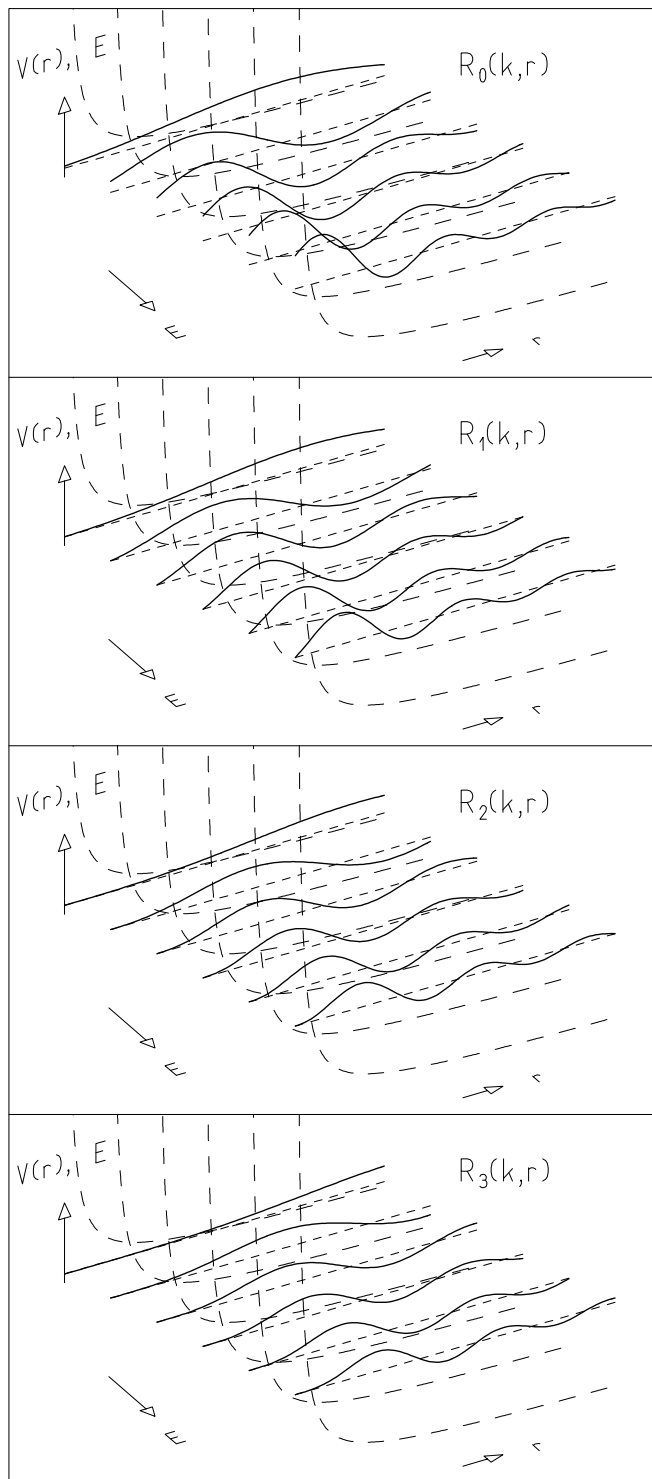 V(r), E R₀(k,r)
E
r
V(r), E R₁(k,r)
E
r
V(r), E R₂(k,r)
E
r
V(r), E R₃(k,r)
E
r